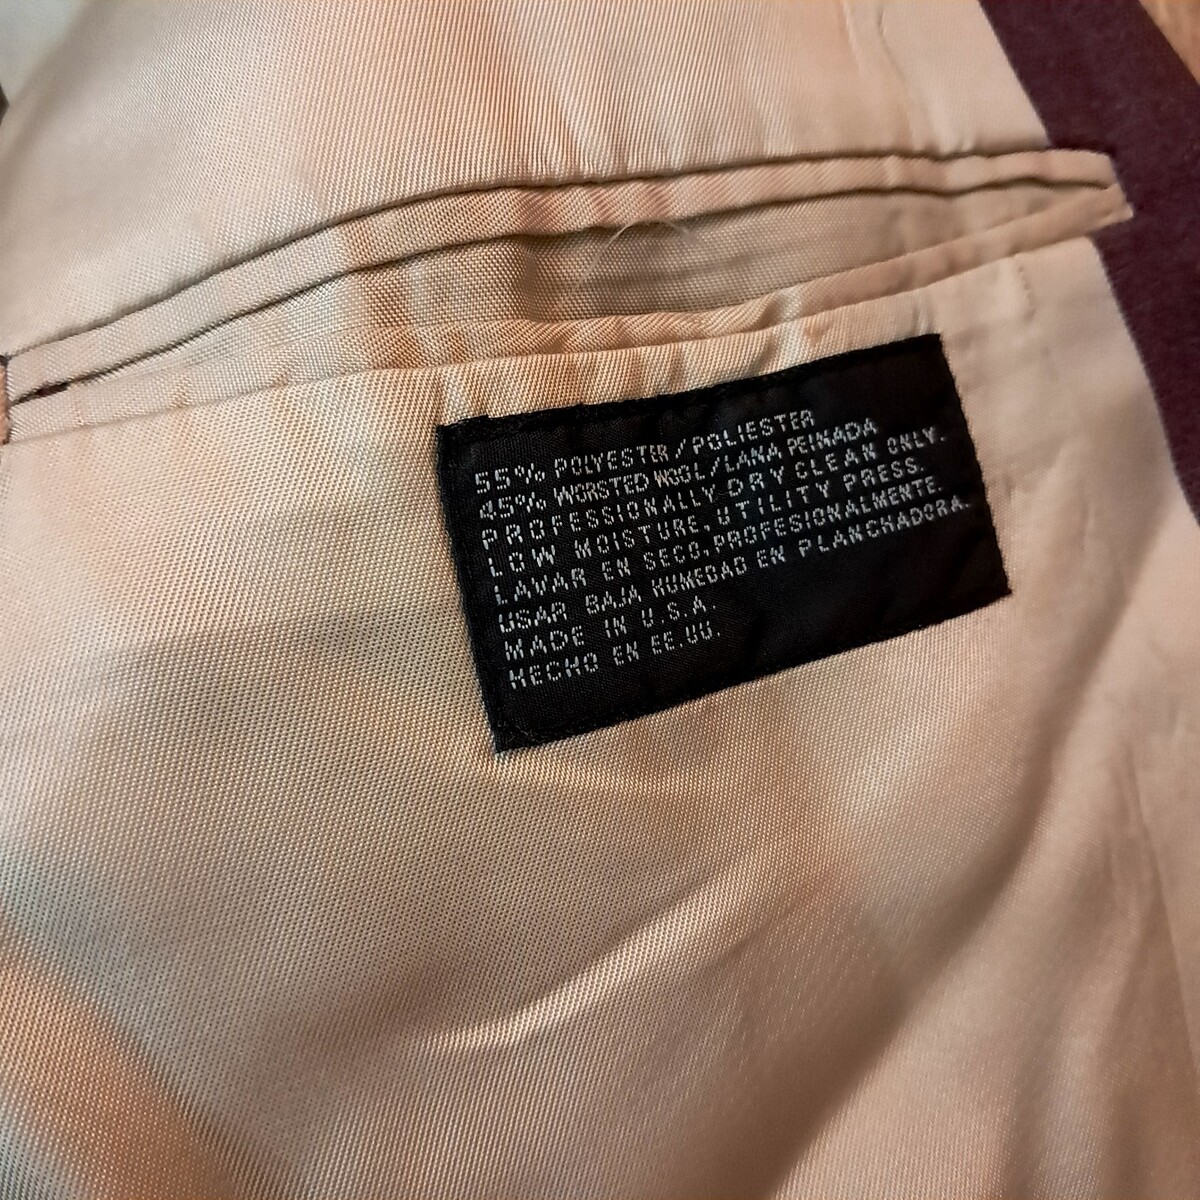 55% POLYESTER/POLIESTER
45% WORSTED WOOL/LANA PEINADA
PROFESSIONALLY DRY CLEAN ONLY.
LOW MOISTURE. UTILITY PRESS.
LAVAR EN SECO. PROFESIONALMENTE.
USAR BAJA HUMEDAD EN PLANCHADORA.
MADE IN U.S.A.
HECHO EN EE.UU.